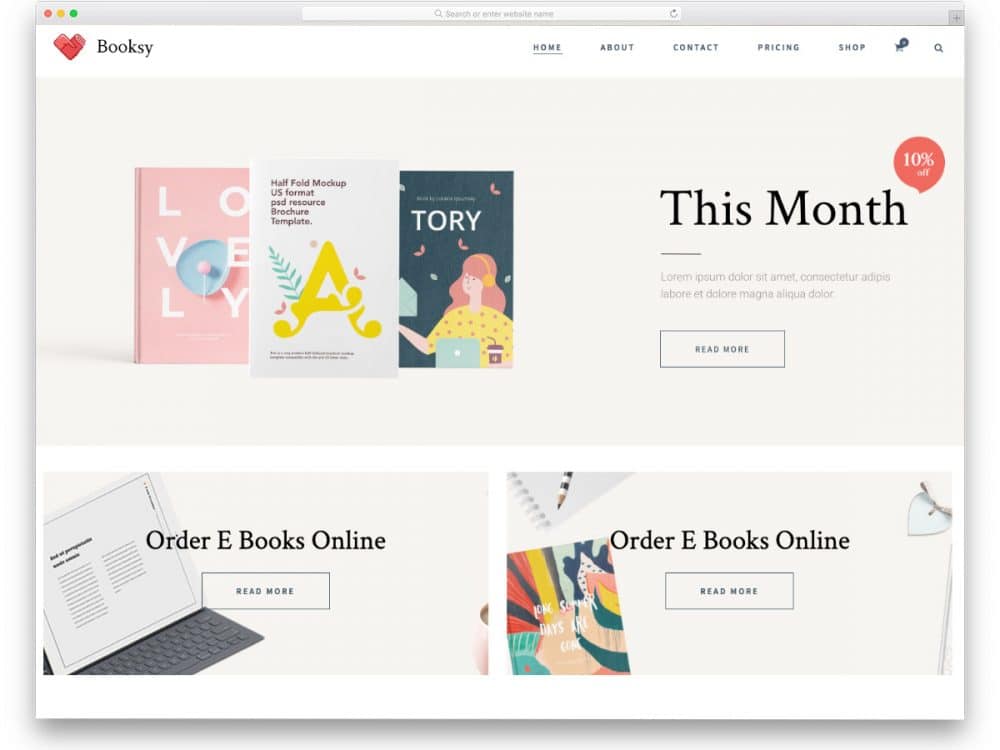 Search or enter website name
Booksy
HOME
ABOUT
CONTACT
PRICING
SHOP
10%
off
This Month
Lorem ipsum dolor sit amet, consectetur adipis
labore et dolore magna aliqua dolor.
READ MORE
L O
V E
L Y
Half Fold Mockup
US format
psd resource
Brochure
Template.
A
TORY
Order E Books Online
READ MORE
Order E Books Online
READ MORE
LONG SUMMER
DAYS ARE
GONE